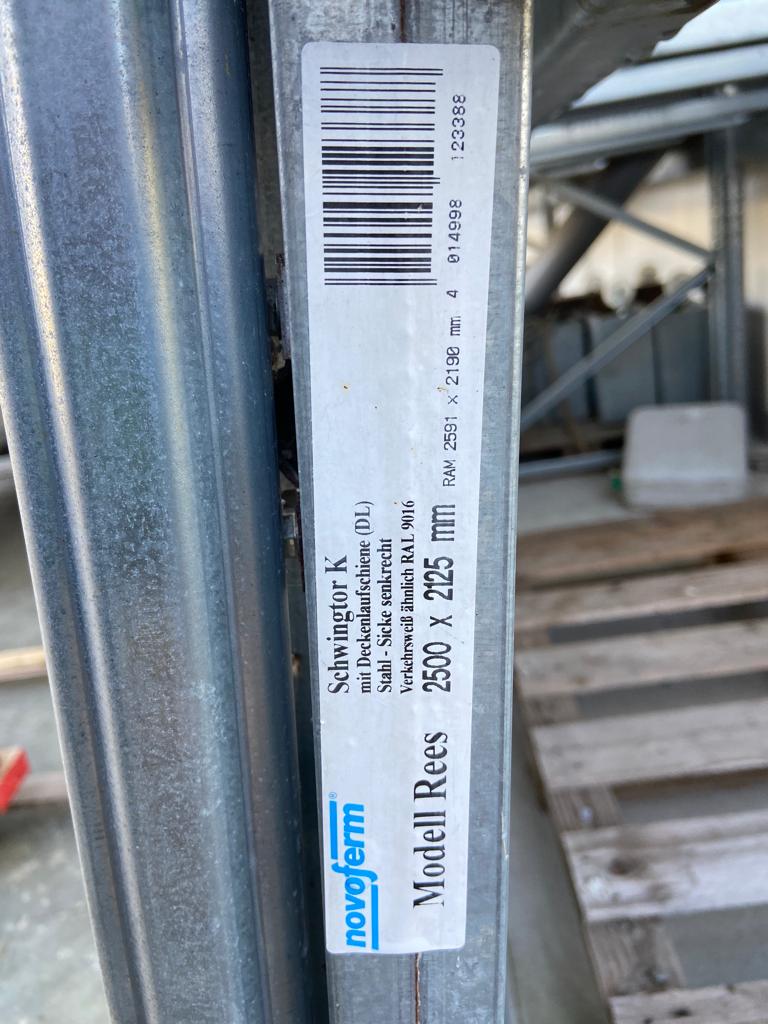 novoferm®
Modell Rees
Schwingtor K
mit Deckenlaufschiene (DL)
Stahl - Sicke senkrecht
Verkehrsweiß ähnlich RAL 9016
2500 x 2125 mm
RAM 2591 x 2190 mm
4 014998 123388